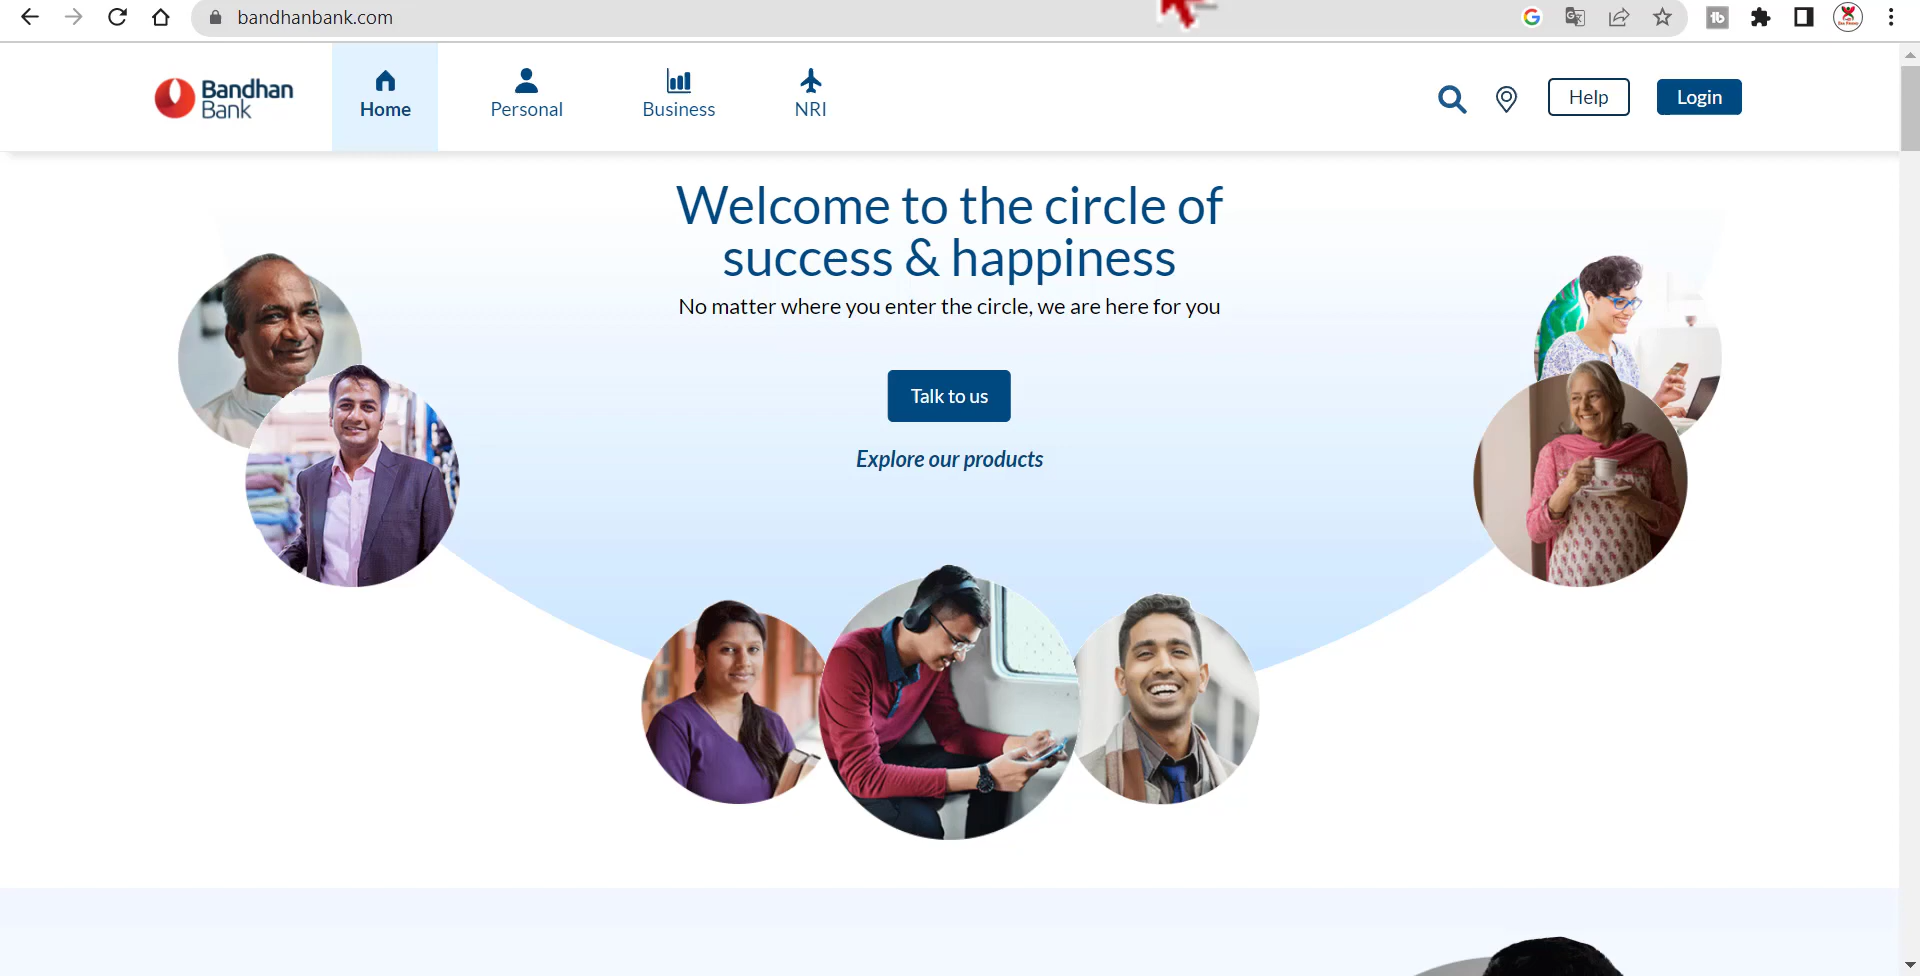 bandhanbank.com
Bandhan
Bank
Home
Personal
Business
NRI
Help
Login
Welcome to the circle of
success & happiness
No matter where you enter the circle, we are here for you
Talk to us
Explore our products